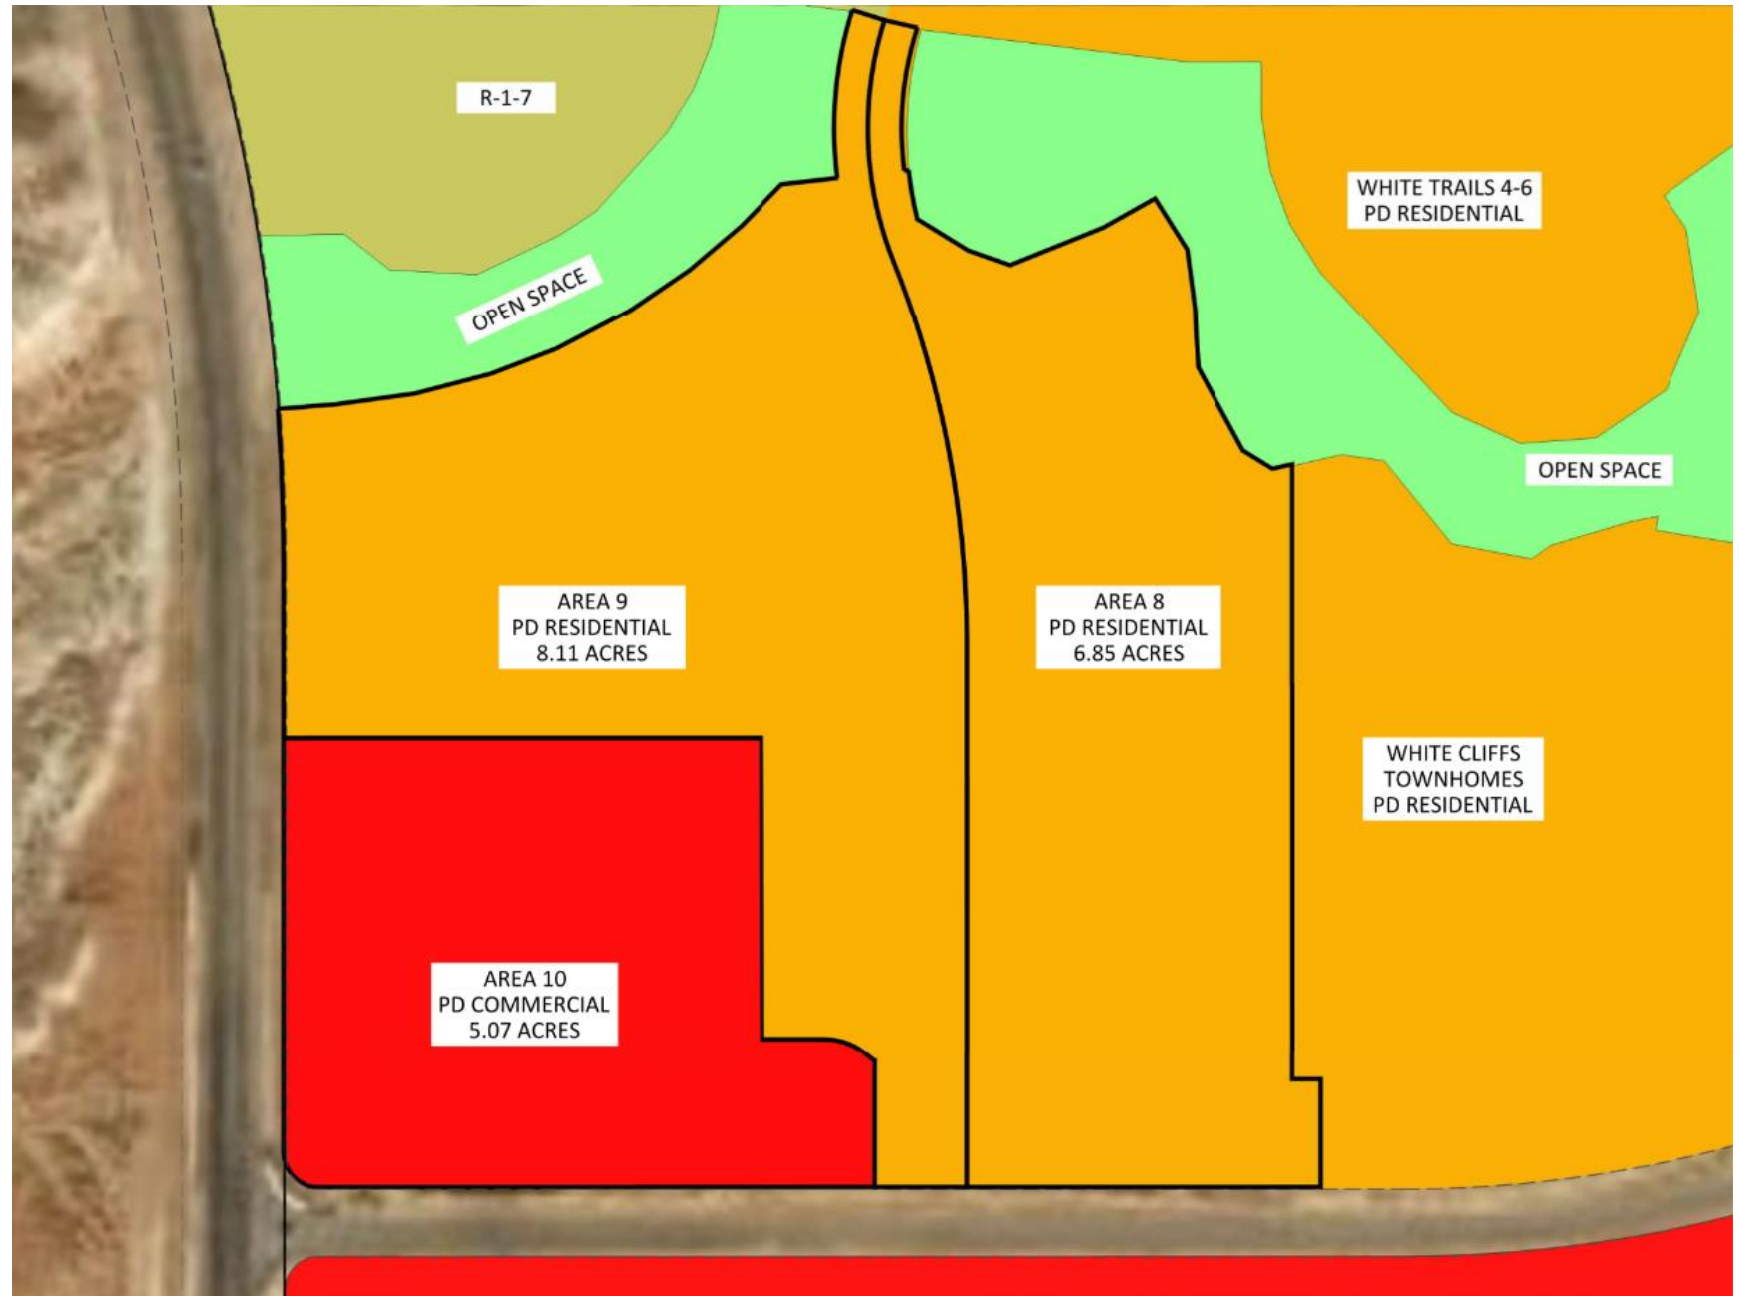 R-1-7
WHITE TRAILS 4-6
PD RESIDENTIAL
OPEN SPACE
OPEN SPACE
AREA 9
PD RESIDENTIAL
8.11 ACRES
AREA 8
PD RESIDENTIAL
6.85 ACRES
WHITE CLIFFS
TOWNHOMES
PD RESIDENTIAL
AREA 10
PD COMMERCIAL
5.07 ACRES